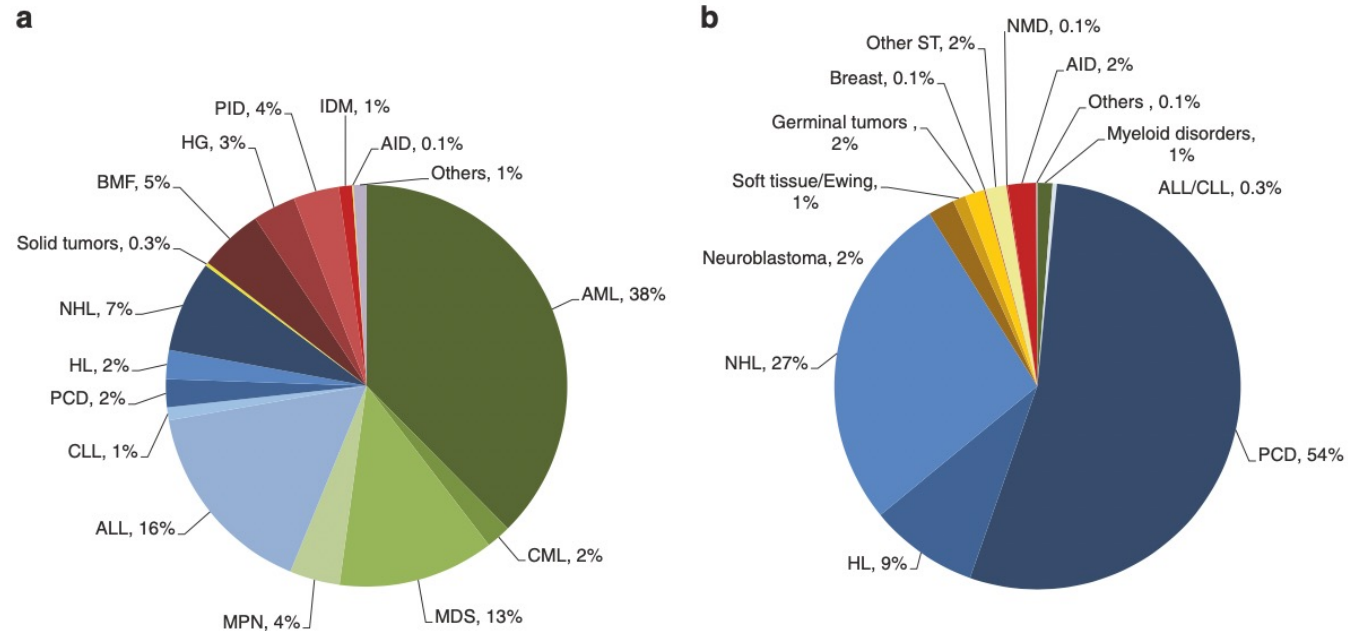 a
PID, 4%
IDM, 1%
HG, 3%
AID, 0.1%
Others, 1%
BMF, 5%
Solid tumors, 0.3%
NHL, 7%
AML, 38%
HL, 2%
PCD, 2%
CLL, 1%
ALL, 16%
CML, 2%
MPN, 4%
MDS, 13%
b
NMD, 0.1%
Other ST, 2%
AID, 2%
Breast, 0.1%
Others , 0.1%
Germinal tumors ,
2%
Myeloid disorders,
1%
Soft tissue/Ewing,
1%
ALL/CLL, 0.3%
Neuroblastoma, 2%
NHL, 27%
PCD, 54%
HL, 9%